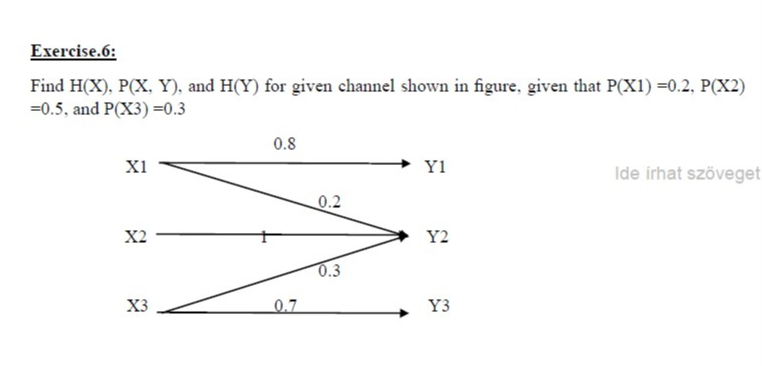 Exercise.6:
Find H(X), P(X, Y), and H(Y) for given channel shown in figure, given that P(X1) =0.2, P(X2)
=0.5, and P(X3) =0.3
0.8
X1 Y1
Ide írhat szöveget
0.2
X2 1 Y2
0.3
X3 0.7 Y3